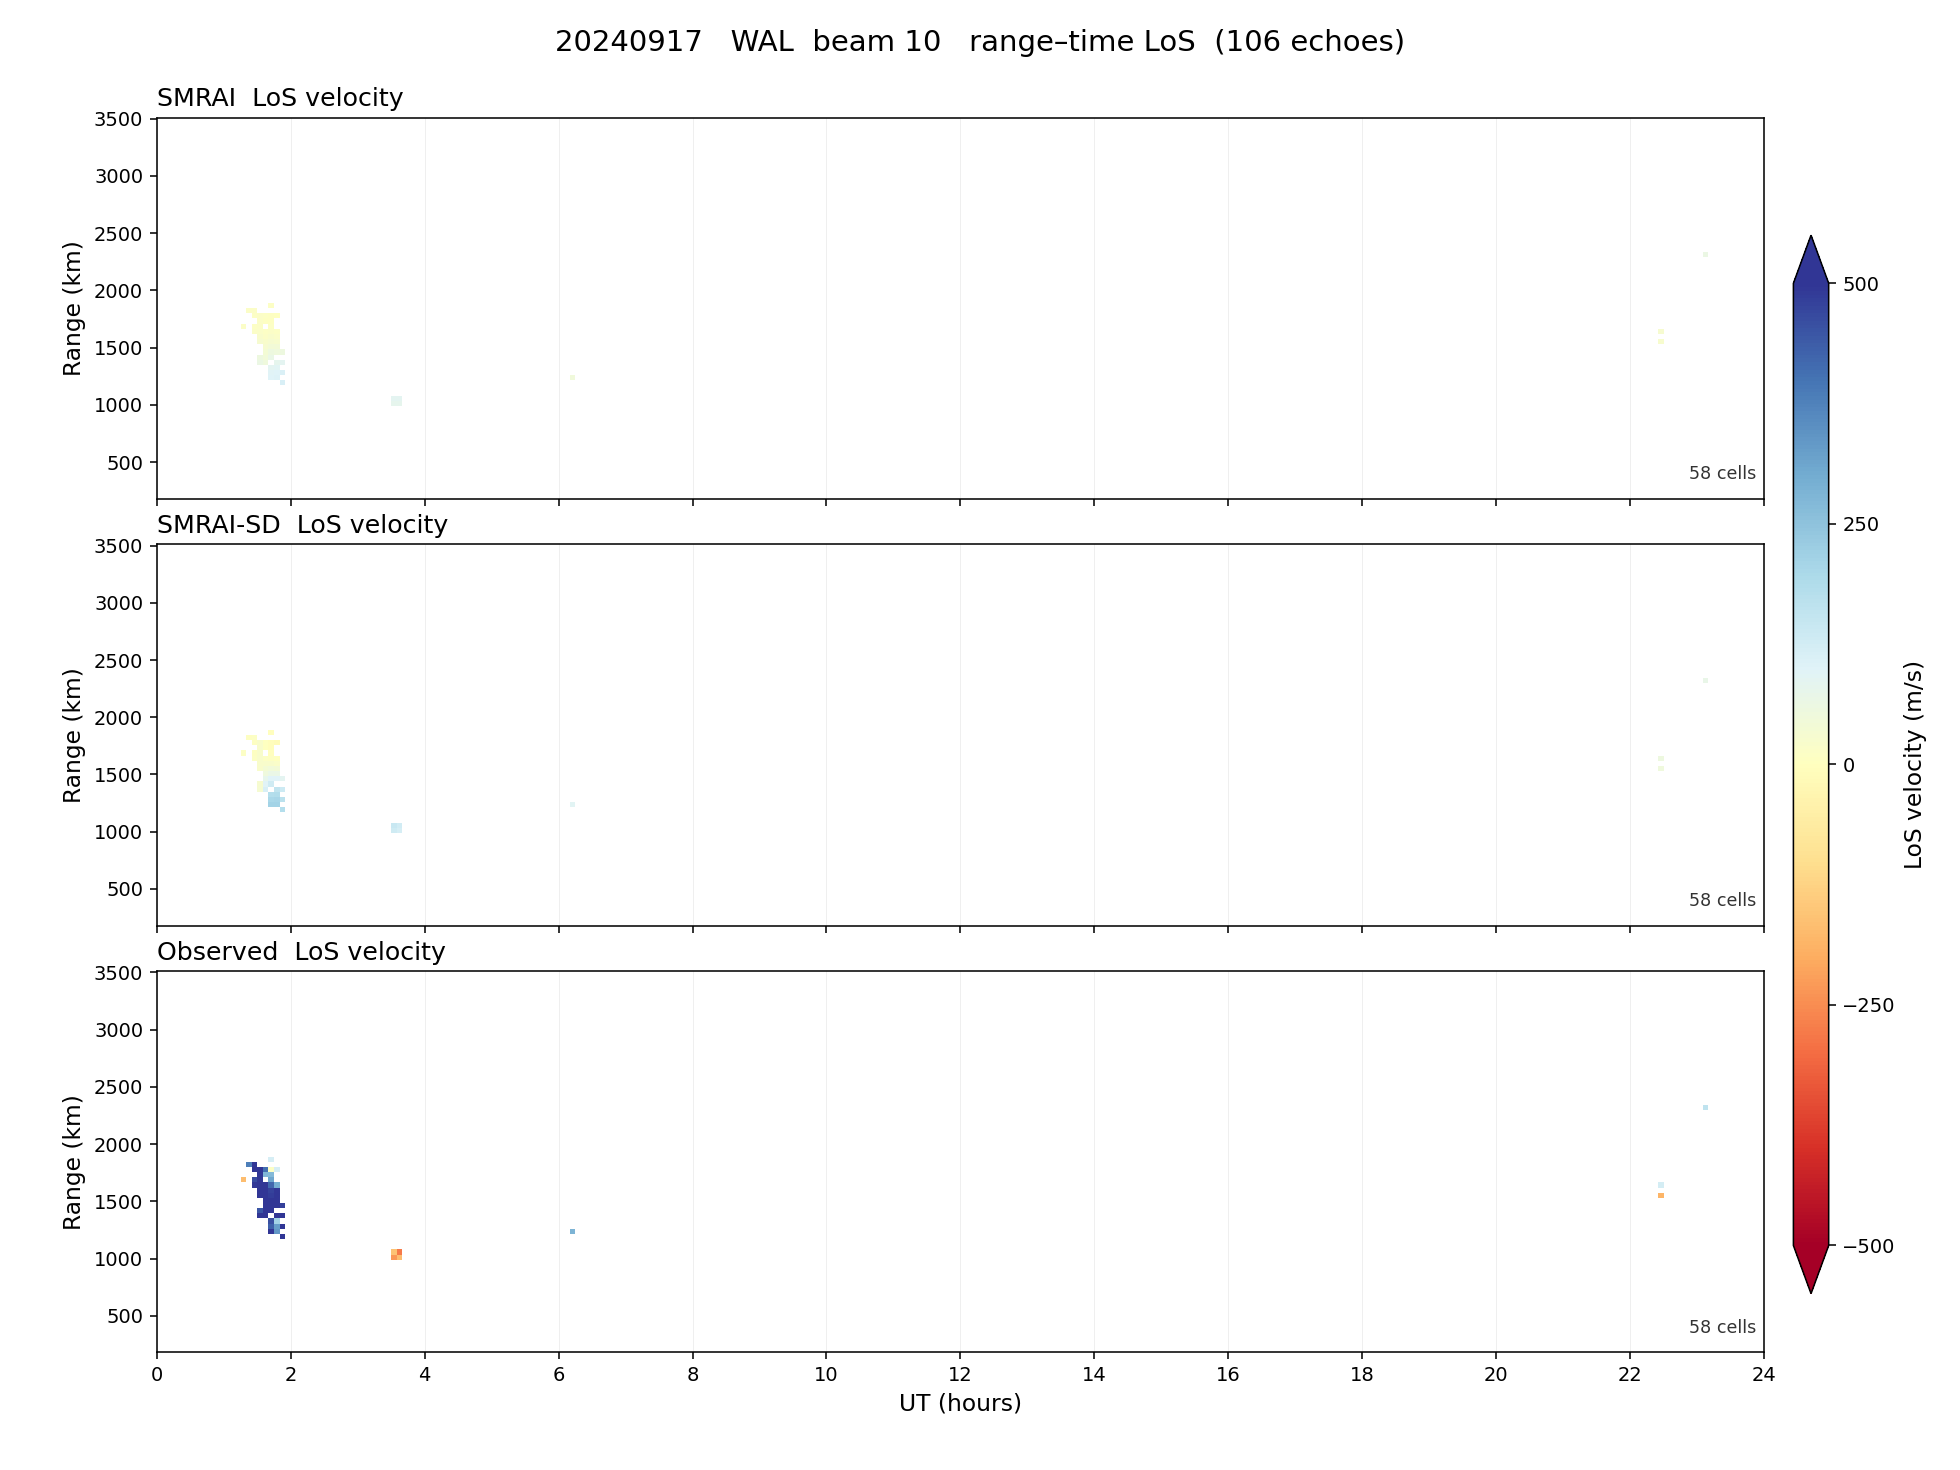 20240917   WAL  beam 10   range–time LoS  (106 echoes)
SMRAI  LoS velocity
3500
3000
2500
2000
1500
1000
500
Range (km)
58 cells
SMRAI-SD  LoS velocity
3500
3000
2500
2000
1500
1000
500
Range (km)
58 cells
Observed  LoS velocity
3500
3000
2500
2000
1500
1000
500
Range (km)
58 cells
0 2 4 6 8 10 12 14 16 18 20 22 24
UT (hours)
500
250
0
−250
−500
LoS velocity (m/s)